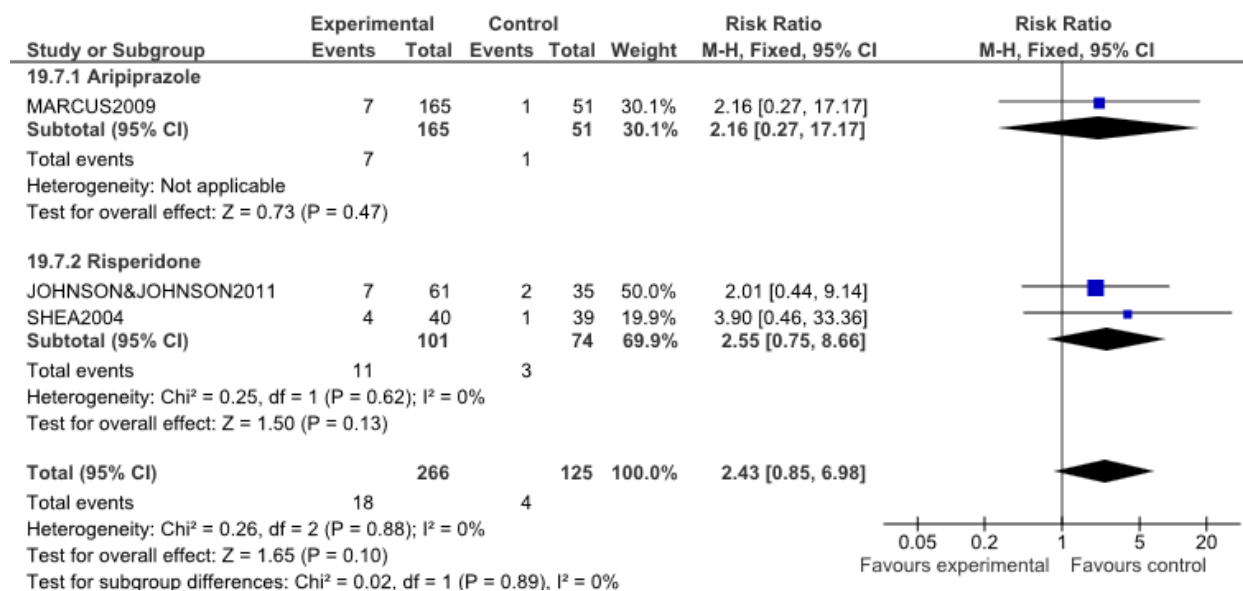 Experimental Control Risk Ratio Risk Ratio
Study or Subgroup Events Total Events Total Weight M-H, Fixed, 95% CI M-H, Fixed, 95% CI
19.7.1 Aripiprazole
MARCUS2009 7 165 1 51 30.1% 2.16 [0.27, 17.17]
Subtotal (95% CI) 165 51 30.1% 2.16 [0.27, 17.17]
Total events 7 1
Heterogeneity: Not applicable
Test for overall effect: Z = 0.73 (P = 0.47)
19.7.2 Risperidone
JOHNSON&JOHNSON2011 7 61 2 35 50.0% 2.01 [0.44, 9.14]
SHEA2004 4 40 1 39 19.9% 3.90 [0.46, 33.36]
Subtotal (95% CI) 101 74 69.9% 2.55 [0.75, 8.66]
Total events 11 3
Heterogeneity: Chi² = 0.25, df = 1 (P = 0.62); I² = 0%
Test for overall effect: Z = 1.50 (P = 0.13)
Total (95% CI) 266 125 100.0% 2.43 [0.85, 6.98]
Total events 18 4
Heterogeneity: Chi² = 0.26, df = 2 (P = 0.88); I² = 0%
Test for overall effect: Z = 1.65 (P = 0.10)
Test for subgroup differences: Chi² = 0.02, df = 1 (P = 0.89), I² = 0%
0.05 0.2 1 5 20
Favours experimental Favours control